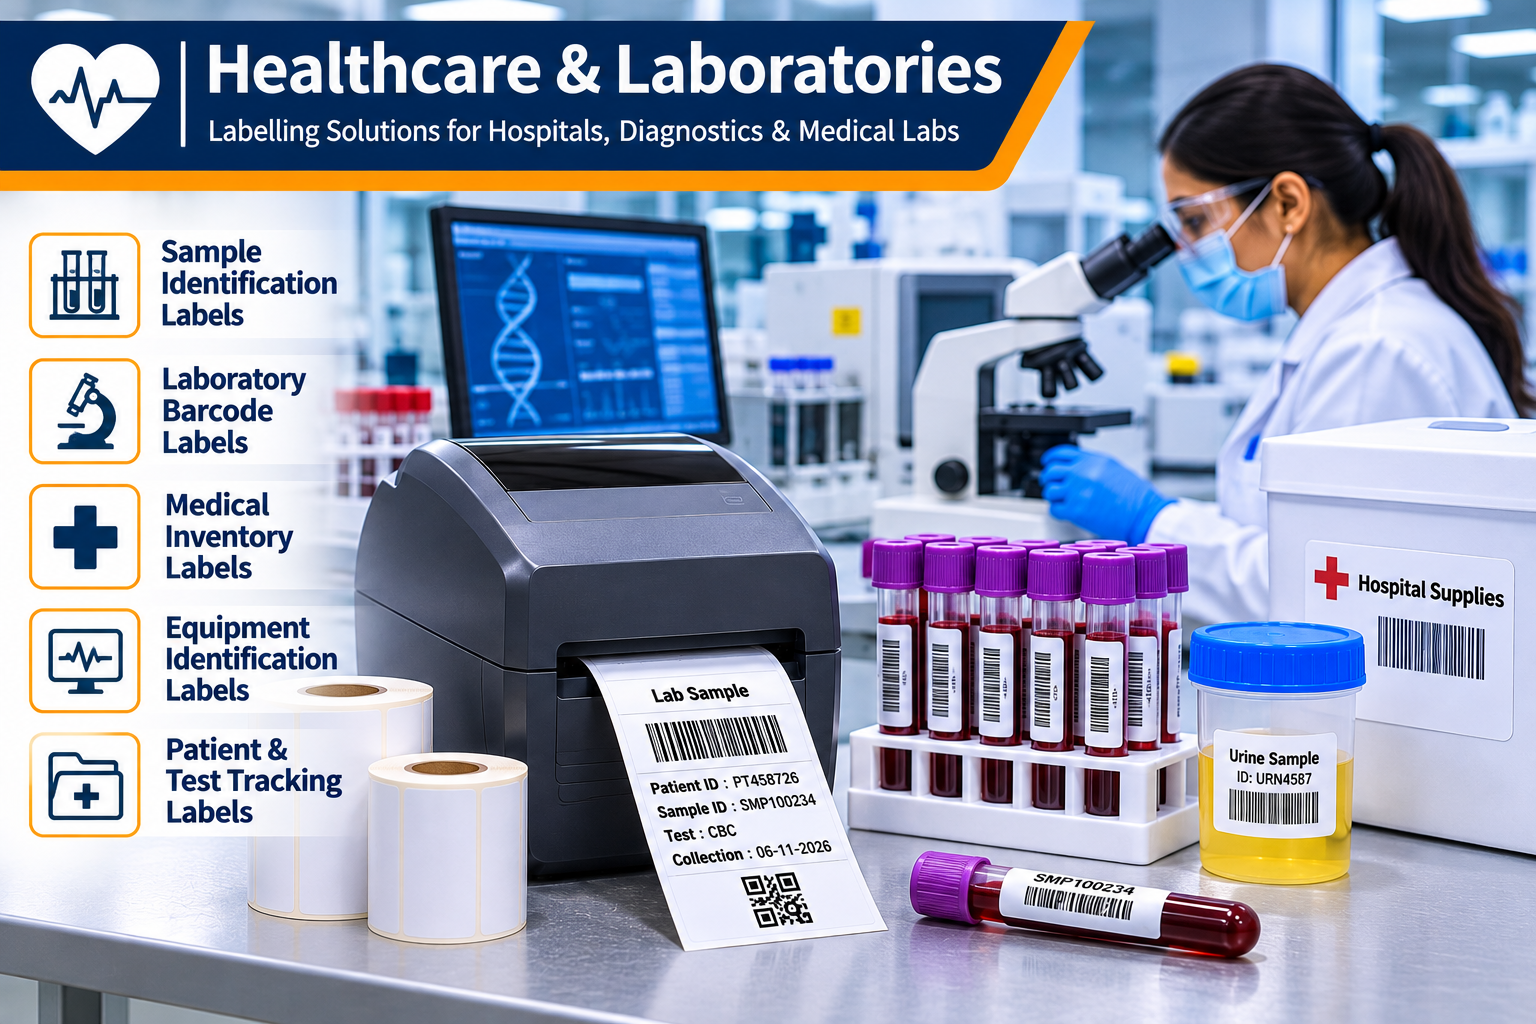 Healthcare & Laboratories
Labelling Solutions for Hospitals, Diagnostics & Medical Labs
Sample
Identification
Labels
Laboratory
Barcode
Labels
Medical
Inventory
Labels
Equipment
Identification
Labels
Patient &
Test Tracking
Labels
Lab Sample
Patient ID : PT458726
Sample ID : SMP100234
Test : CBC
Collection : 06-11-2026
Hospital Supplies
Urine Sample
ID: URN4587
SMP100234